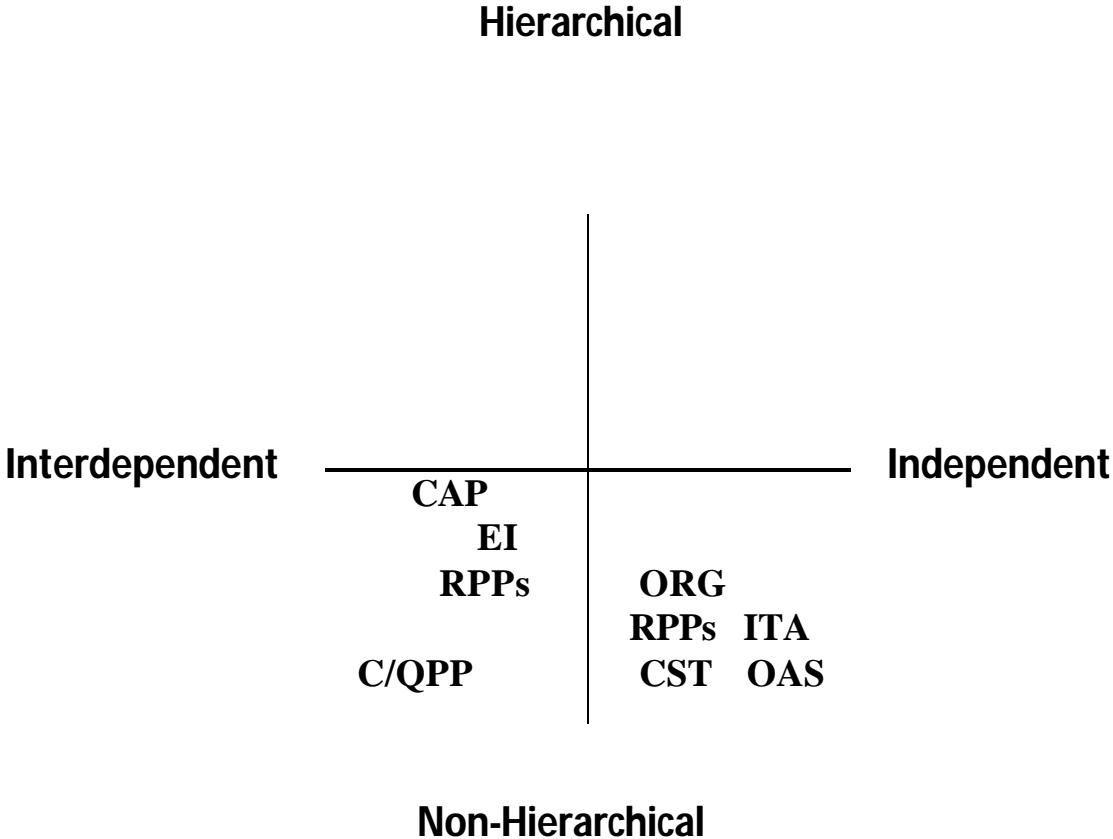 Hierarchical
Interdependent Independent
CAP
EI
RPPs ORG
RPPs ITA
C/QPP CST OAS
Non-Hierarchical